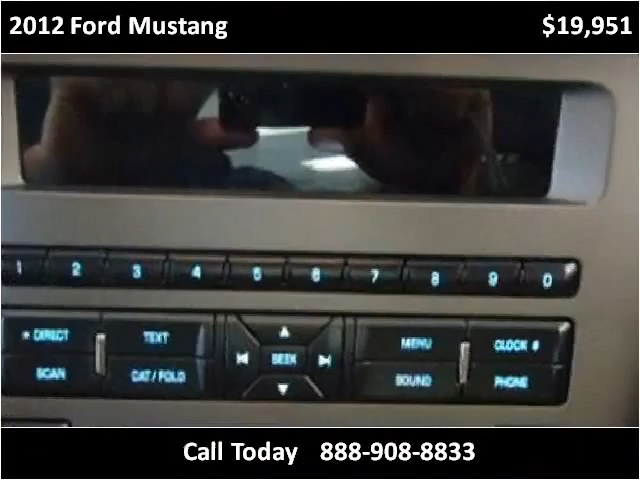 2012 Ford Mustang $19,951
1 2 3 4 5 6 7 8 9 0
* DIRECT TEXT MENU CLOCK #
SEEK
SCAN CAT/FOLD SOUND PHONE
Call Today 888-908-8833